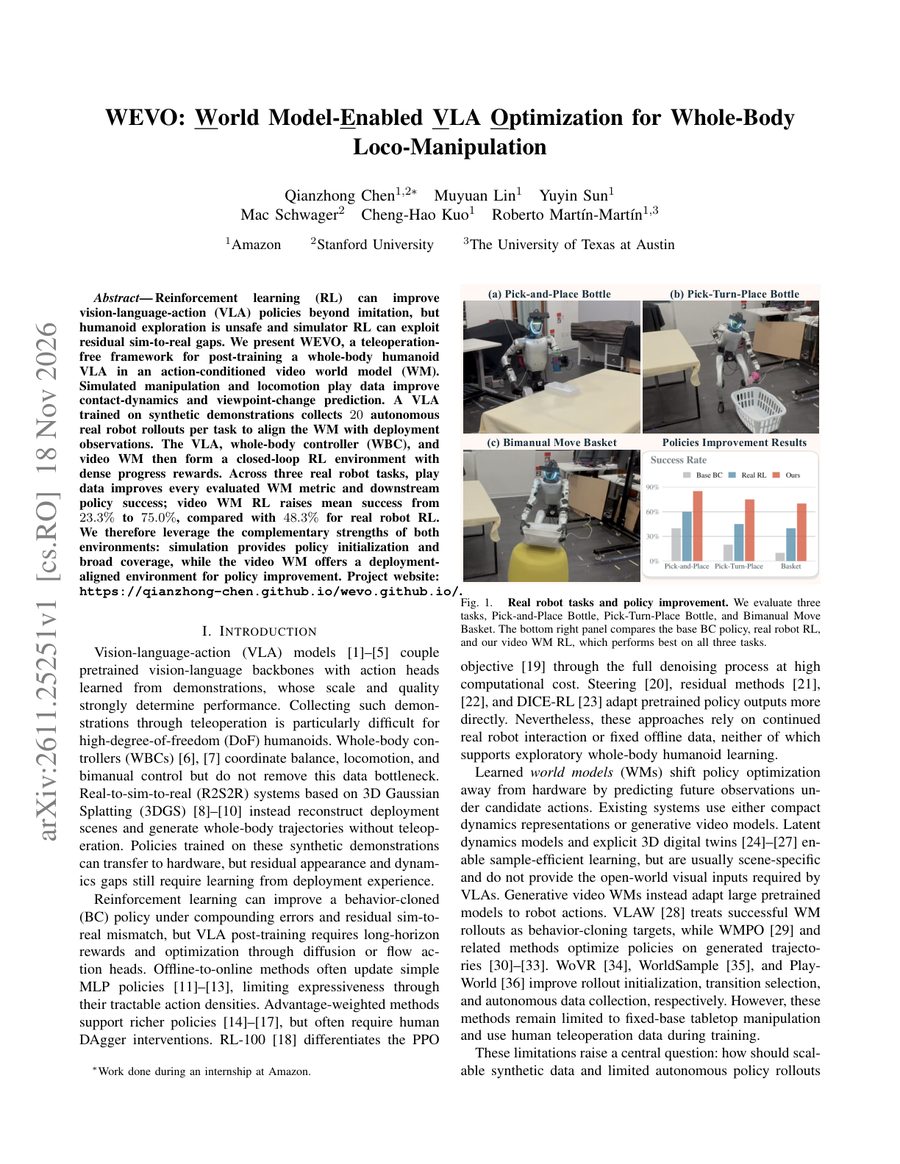 WEVO: World Model-Enabled VLA Optimization for Whole-Body
Loco-Manipulation
Qianzhong Chen1,2∗ Muyuan Lin1 Yuyin Sun1
Mac Schwager2 Cheng-Hao Kuo1 Roberto Martín-Martín1,3
1Amazon 2Stanford University 3The University of Texas at Austin
arXiv:2611.25251v1 [cs.RO] 18 Nov 2026
Abstract— Reinforcement learning (RL) can improve
vision-language-action (VLA) policies beyond imitation, but
humanoid exploration is unsafe and simulator RL can exploit
residual sim-to-real gaps. We present WEVO, a teleoperation-
free framework for post-training a whole-body humanoid
VLA in an action-conditioned video world model (WM).
Simulated manipulation and locomotion play data improve
contact-dynamics and viewpoint-change prediction. A VLA
trained on synthetic demonstrations collects 20 autonomous
real robot rollouts per task to align the WM with deployment
observations. The VLA, whole-body controller (WBC), and
video WM then form a closed-loop RL environment with
dense progress rewards. Across three real robot tasks, play
data improves every evaluated WM metric and downstream
policy success; video WM RL raises mean success from
23.3% to 75.0%, compared with 48.3% for real robot RL.
We therefore leverage the complementary strengths of both
environments: simulation provides policy initialization and
broad coverage, while the video WM offers a deployment-
aligned environment for policy improvement. Project website:
https://qianzhong-chen.github.io/wevo.github.io/.
I. INTRODUCTION
Vision-language-action (VLA) models [1]–[5] couple
pretrained vision-language backbones with action heads
learned from demonstrations, whose scale and quality
strongly determine performance. Collecting such demon-
strations through teleoperation is particularly difficult for
high-degree-of-freedom (DoF) humanoids. Whole-body con-
trollers (WBCs) [6], [7] coordinate balance, locomotion, and
bimanual control but do not remove this data bottleneck.
Real-to-sim-to-real (R2S2R) systems based on 3D Gaussian
Splatting (3DGS) [8]–[10] instead reconstruct deployment
scenes and generate whole-body trajectories without teleop-
eration. Policies trained on these synthetic demonstrations
can transfer to hardware, but residual appearance and dynam-
ics gaps still require learning from deployment experience.
Reinforcement learning can improve a behavior-cloned
(BC) policy under compounding errors and residual sim-to-
real mismatch, but VLA post-training requires long-horizon
rewards and optimization through diffusion or flow ac-
tion heads. Offline-to-online methods often update simple
MLP policies [11]–[13], limiting expressiveness through
their tractable action densities. Advantage-weighted methods
support richer policies [14]–[17], but often require human
DAgger interventions. RL-100 [18] differentiates the PPO
∗Work done during an internship at Amazon.
(a) Pick-and-Place Bottle
(b) Pick-Turn-Place Bottle
(c) Bimanual Move Basket
Policies Improvement Results
Success Rate
Base BC Real RL Ours
90%
60%
30%
0%
Pick-and-Place Pick-Turn-Place Basket
Fig. 1. Real robot tasks and policy improvement. We evaluate three
tasks, Pick-and-Place Bottle, Pick-Turn-Place Bottle, and Bimanual Move
Basket. The bottom right panel compares the base BC policy, real robot RL,
and our video WM RL, which performs best on all three tasks.
objective [19] through the full denoising process at high
computational cost. Steering [20], residual methods [21],
[22], and DICE-RL [23] adapt pretrained policy outputs more
directly. Nevertheless, these approaches rely on continued
real robot interaction or fixed offline data, neither of which
supports exploratory whole-body humanoid learning.
Learned world models (WMs) shift policy optimization
away from hardware by predicting future observations un-
der candidate actions. Existing systems use either compact
dynamics representations or generative video models. Latent
dynamics models and explicit 3D digital twins [24]–[27] en-
able sample-efficient learning, but are usually scene-specific
and do not provide the open-world visual inputs required by
VLAs. Generative video WMs instead adapt large pretrained
models to robot actions. VLAW [28] treats successful WM
rollouts as behavior-cloning targets, while WMPO [29] and
related methods optimize policies on generated trajecto-
ries [30]–[33]. WoVR [34], WorldSample [35], and Play-
World [36] improve rollout initialization, transition selection,
and autonomous data collection, respectively. However, these
methods remain limited to fixed-base tabletop manipulation
and use human teleoperation data during training.
These limitations raise a central question: how should scal-
able synthetic data and limited autonomous policy rollouts